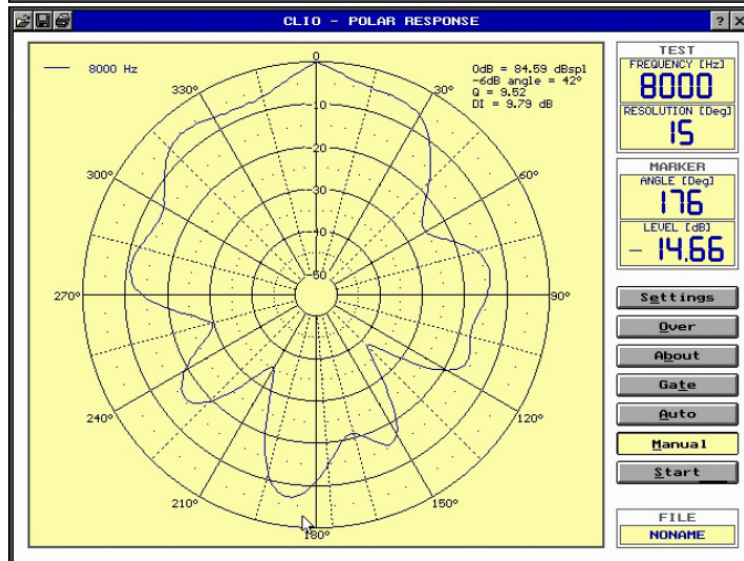 CLIO - POLAR RESPONSE
? X
8000 Hz
0dB = 84.59 dBspl
-6dB angle = 42°
Q = 9.52
DI = 9.79 dB
0
330°
30°
-10
-20
300°
60°
-30
-40
-50
270°
90°
240°
120°
210°
150°
180°
TEST
FREQUENCY [Hz]
8000
RESOLUTION [Deg]
15
MARKER
ANGLE [Deg]
176
LEVEL [dB]
- 14.66
Settings
Over
About
Gate
Auto
Manual
Start
FILE
NONAME